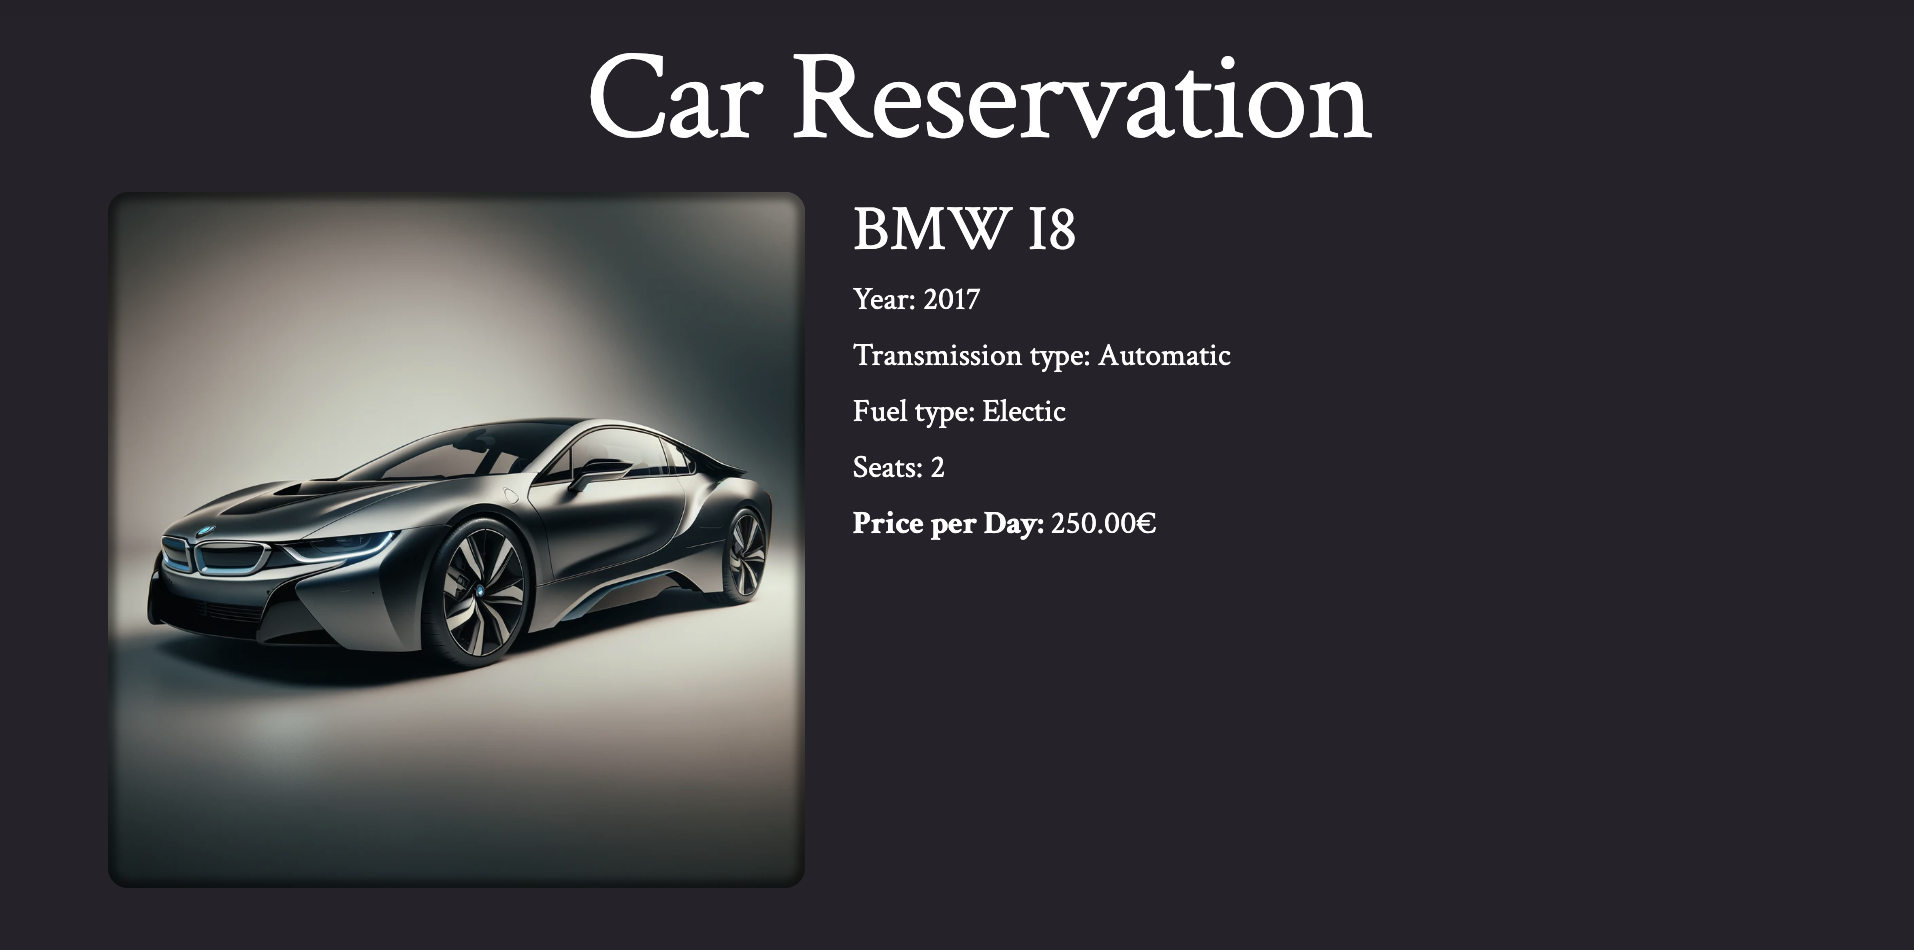 Car Reservation
BMW I8
Year: 2017
Transmission type: Automatic
Fuel type: Electic
Seats: 2
Price per Day: 250.00€